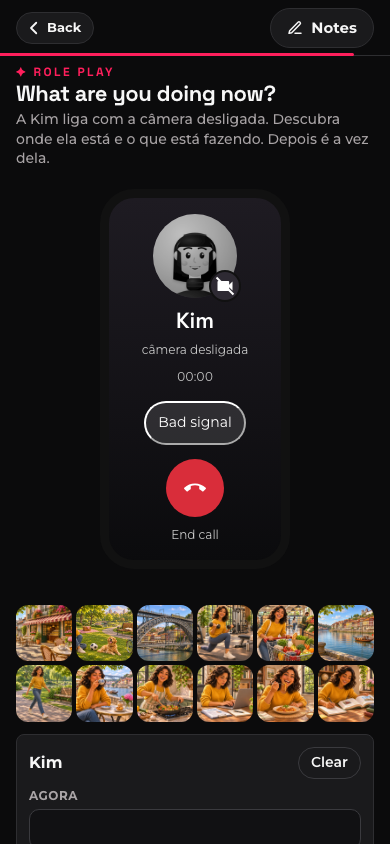 Back
Notes
ROLE PLAY
What are you doing now?
A Kim liga com a câmera desligada. Descubra
onde ela está e o que está fazendo. Depois é a vez
dela.
Kim
câmera desligada
00:00
Bad signal
End call
Kim
Clear
AGORA